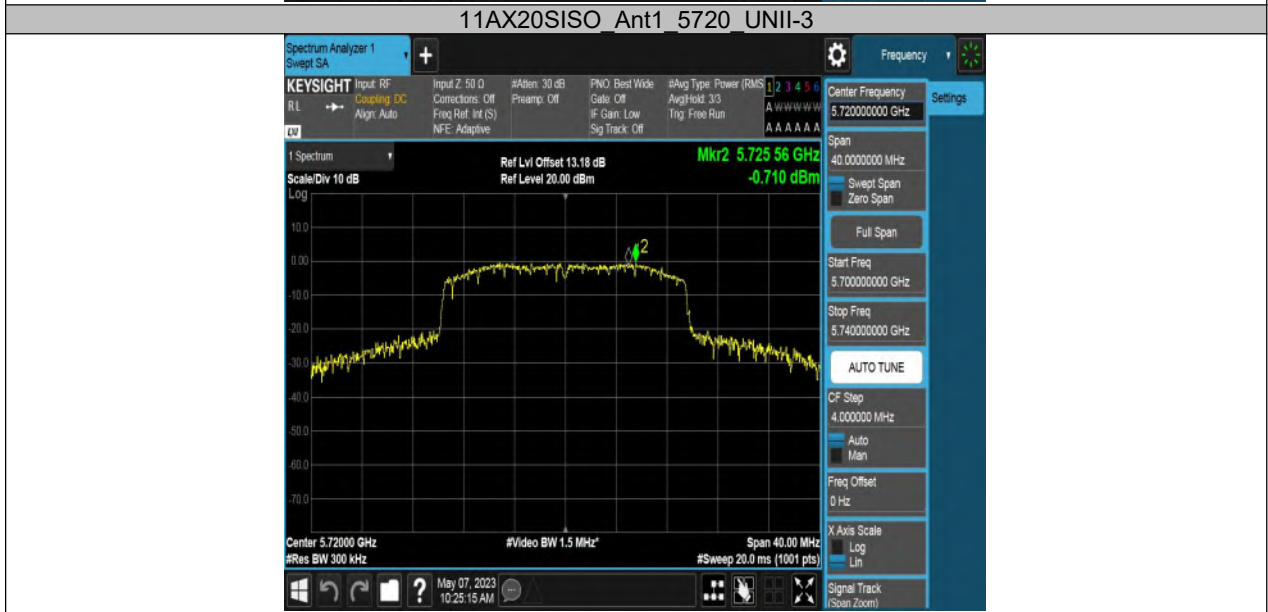 11AX20SISO_Ant1_5720_UNII-3
Spectrum Analyzer 1
Swept SA
+
Frequency
KEYSIGHT
Input: RF
Coupling: DC
Align: Auto
RL
Input Z: 50 Ω
Corrections: Off
Freq Ref: Int (S)
NFE: Adaptive
#Atten: 30 dB
Preamp: Off
PNO: Best Wide
Gate: Off
IF Gain: Low
Sig Track: Off
#Avg Type: Power (RMS
Avg|Hold: 3/3
Trig: Free Run
1 2 3 4 5 6
A W W W W W
A A A A A A
Center Frequency
5.720000000 GHz
Settings
Span
40.0000000 MHz
Swept Span
Zero Span
Full Span
Start Freq
5.700000000 GHz
Stop Freq
5.740000000 GHz
AUTO TUNE
CF Step
4.000000 MHz
Auto
Man
Freq Offset
0 Hz
X Axis Scale
Log
Lin
Signal Track
(Span Zoom)
1 Spectrum
Scale/Div 10 dB
Log
Ref Lvl Offset 13.18 dB
Ref Level 20.00 dBm
Mkr2 5.725 56 GHz
-0.710 dBm
2
10.0
0.00
-10.0
-20.0
-30.0
-40.0
-50.0
-60.0
-70.0
Center 5.72000 GHz
#Res BW 300 kHz
#Video BW 1.5 MHz*
Span 40.00 MHz
#Sweep 20.0 ms (1001 pts)
?
May 07, 2023
10:25:15 AM